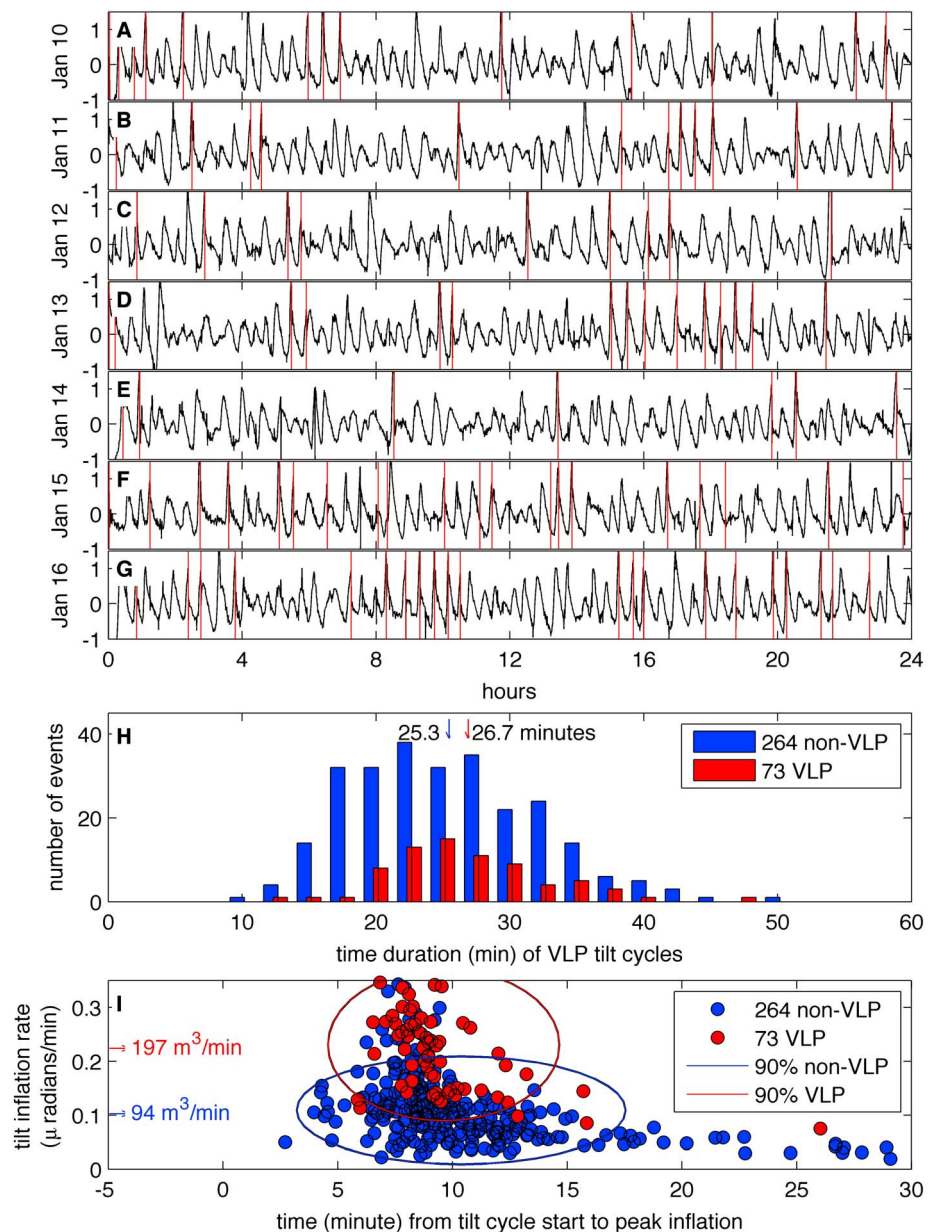 A
Jan 10
1
0
-1
B
Jan 11
1
0
-1
C
Jan 12
1
0
-1
D
Jan 13
1
0
-1
E
Jan 14
1
0
-1
F
Jan 15
1
0
-1
G
Jan 16
1
0
-1
0 4 8 12 16 20 24
hours
H
25.3 26.7 minutes
264 non-VLP
73 VLP
number of events
40
20
0
0 10 20 30 40 50 60
time duration (min) of VLP tilt cycles
I
264 non-VLP
73 VLP
90% non-VLP
90% VLP
197 m³/min
94 m³/min
tilt inflation rate
(μ radians/min)
0.3
0.2
0.1
0
-5 0 5 10 15 20 25 30
time (minute) from tilt cycle start to peak inflation